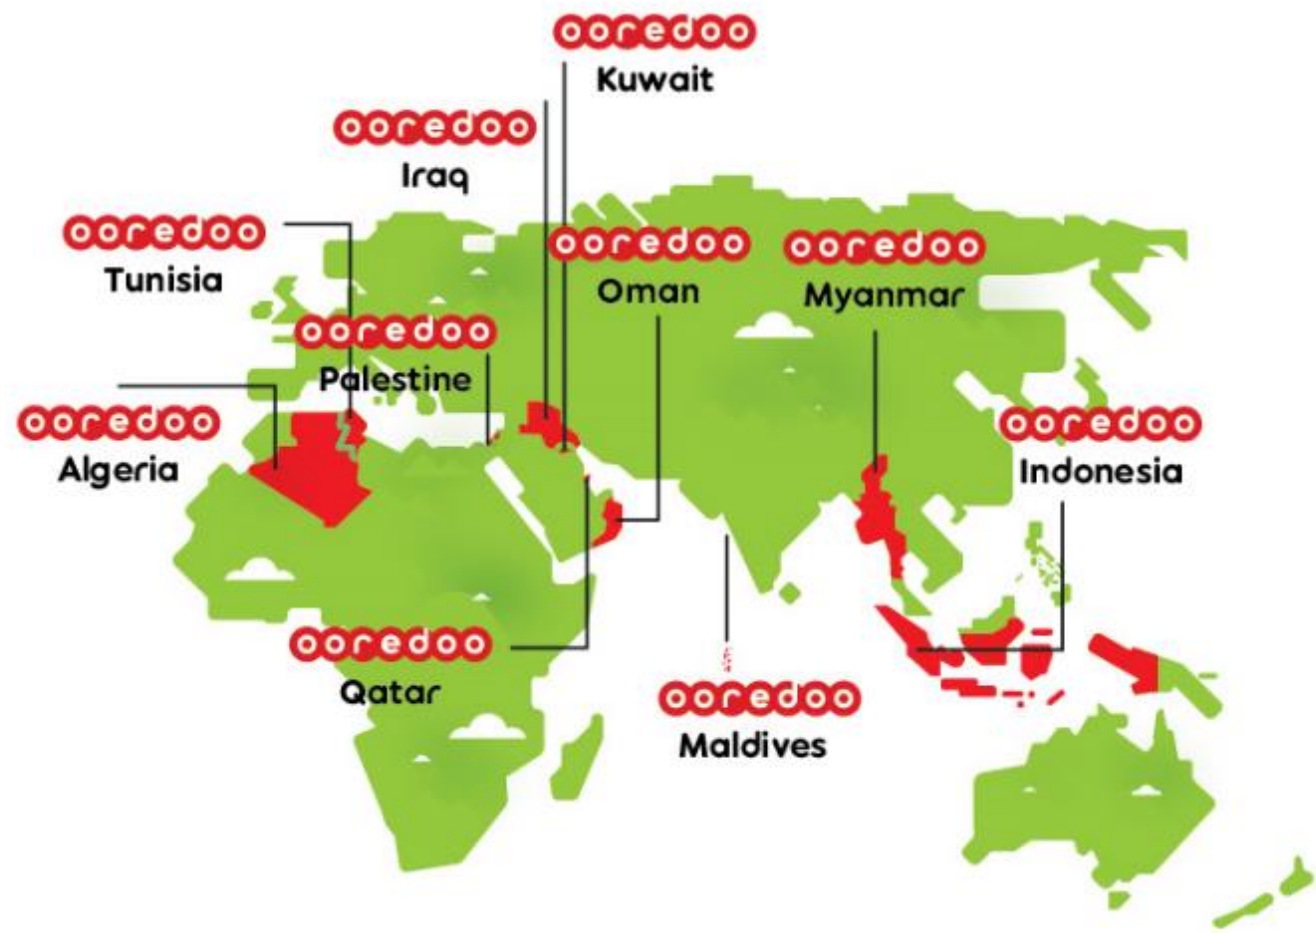 ooredoo
Kuwait
ooredoo
Iraq
ooredoo
Tunisia
ooredoo
Oman
ooredoo
Myanmar
ooredoo
Palestine
ooredoo
Algeria
ooredoo
Indonesia
ooredoo
Qatar
ooredoo
Maldives